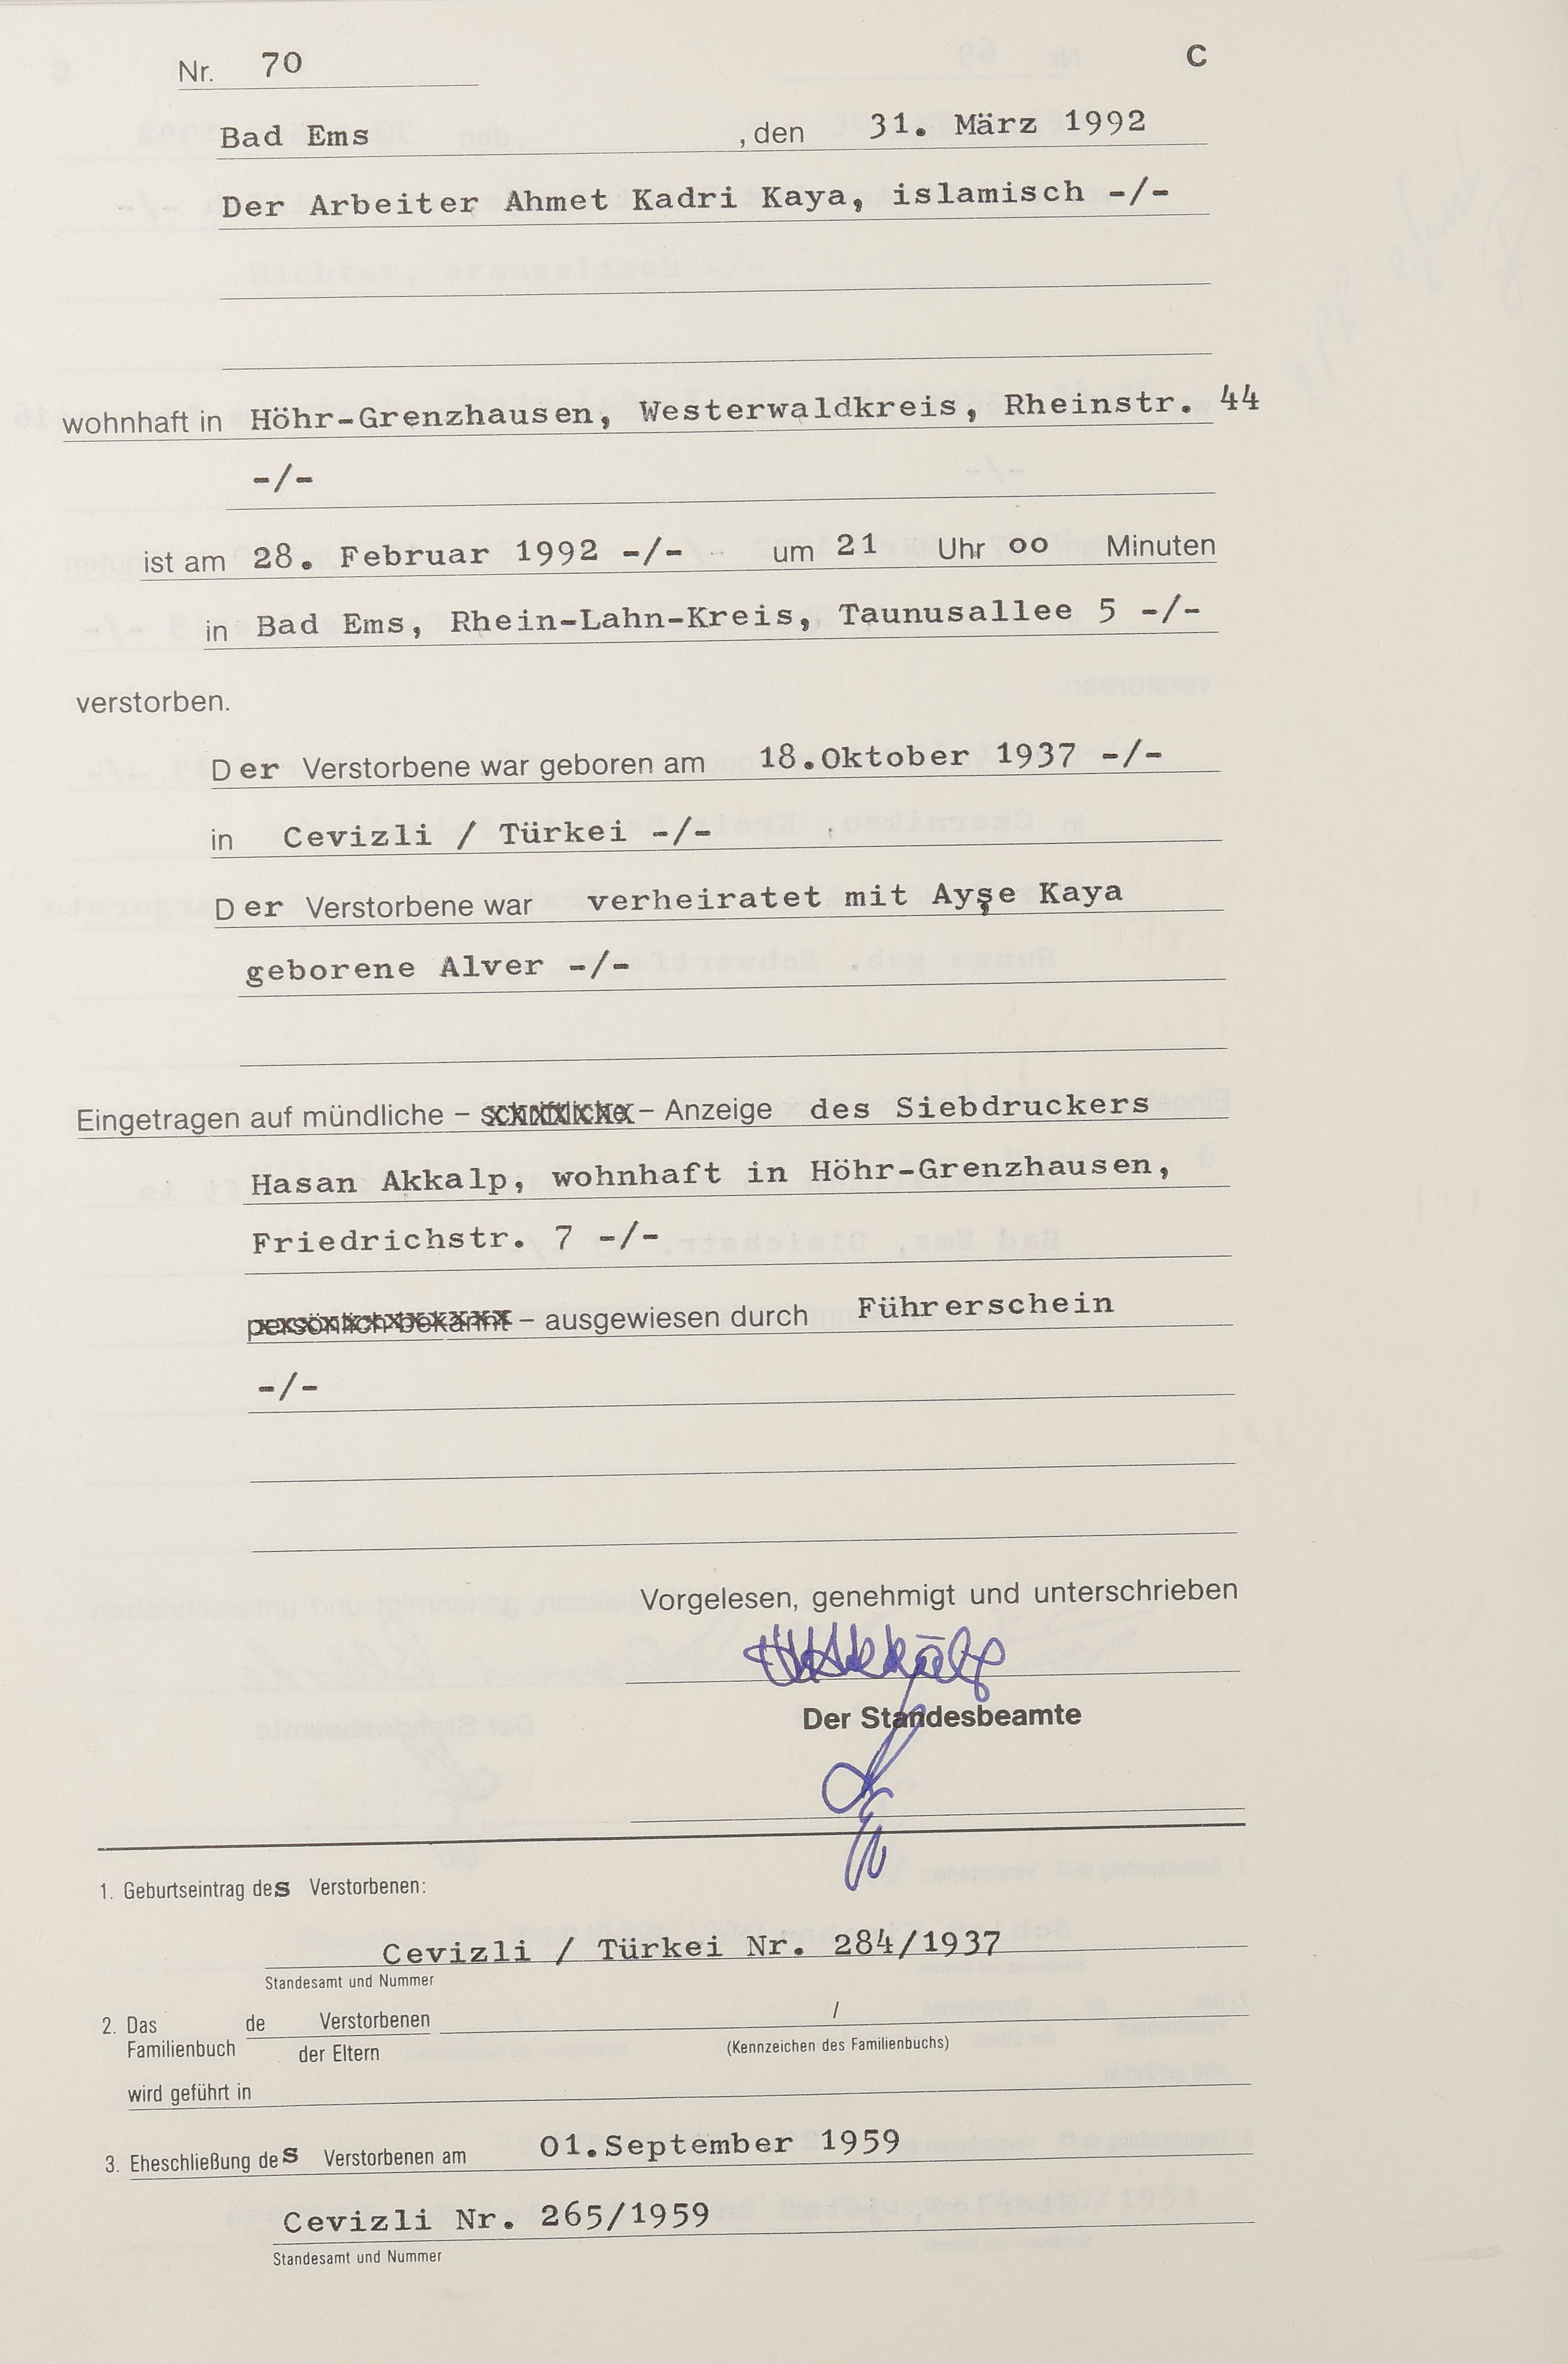 Nr. 70
C
Bad Ems , den 31. März 1992
Der Arbeiter Ahmet Kadri Kaya, islamisch -/-
wohnhaft in Höhr-Grenzhausen, Westerwaldkreis, Rheinstr. 44
-/-
ist am 28. Februar 1992 -/- um 21 Uhr oo Minuten
in Bad Ems, Rhein-Lahn-Kreis, Taunusallee 5 -/-
verstorben.
Der Verstorbene war geboren am 18.Oktober 1937 -/-
in Cevizli / Türkei -/-
Der Verstorbene war verheiratet mit Ayşe Kaya
geborene Alver -/-
Eingetragen auf mündliche – schriftliche – Anzeige des Siebdruckers
Hasan Akkalp, wohnhaft in Höhr-Grenzhausen,
Friedrichstr. 7 -/-
persönlich bekannt – ausgewiesen durch Führerschein
-/-
Vorgelesen, genehmigt und unterschrieben
Der Standesbeamte
1. Geburtseintrag des Verstorbenen:
Cevizli / Türkei Nr. 284/1937
Standesamt und Nummer
2. Das de Verstorbenen /
Familienbuch der Eltern (Kennzeichen des Familienbuchs)
wird geführt in
3. Eheschließung des Verstorbenen am 01.September 1959
Cevizli Nr. 265/1959
Standesamt und Nummer